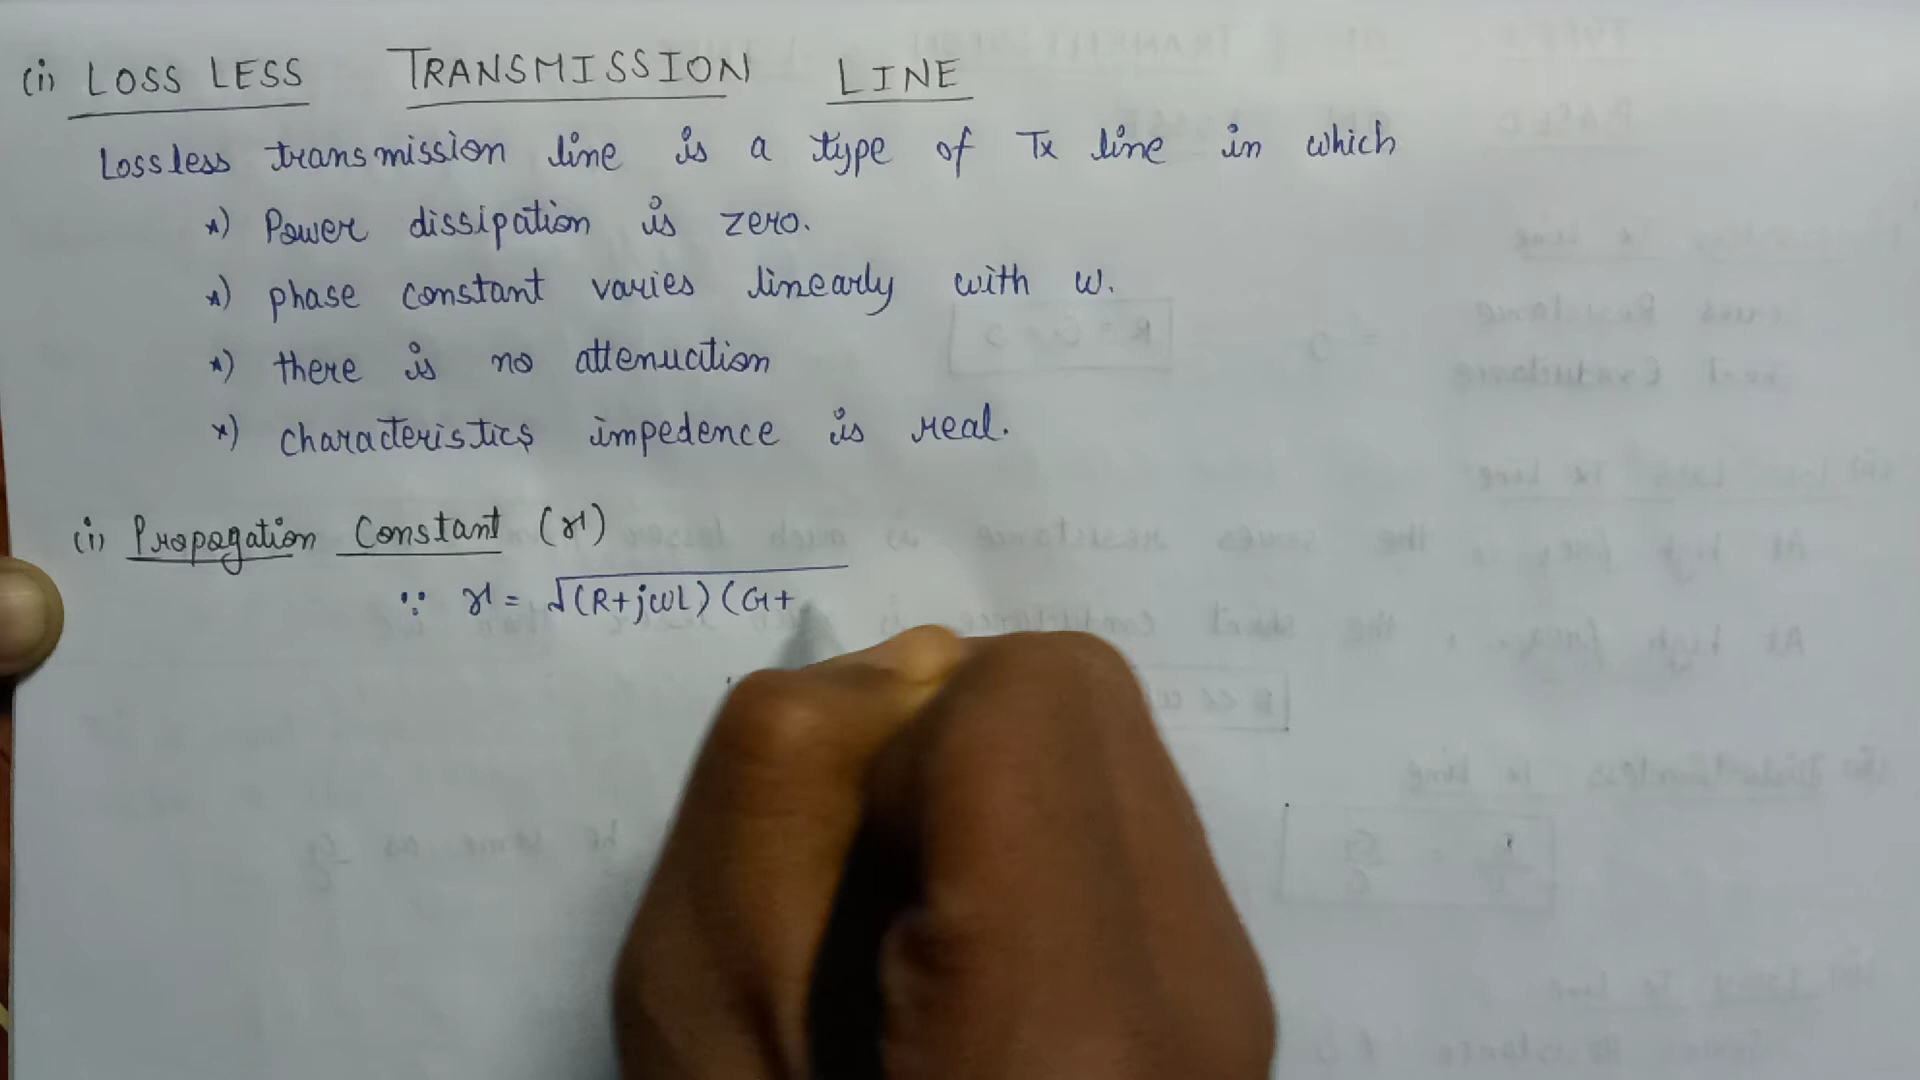 (i) LOSS LESS TRANSMISSION LINE
Lossless transmission line is a type of Tx line in which
*) Power dissipation is zero.
*) phase constant varies linearly with ω.
*) there is no attenuation
*) characteristics impedence is real.
(i) Propagation Constant (γ)
∵ γ = √(R+jωL) (G+